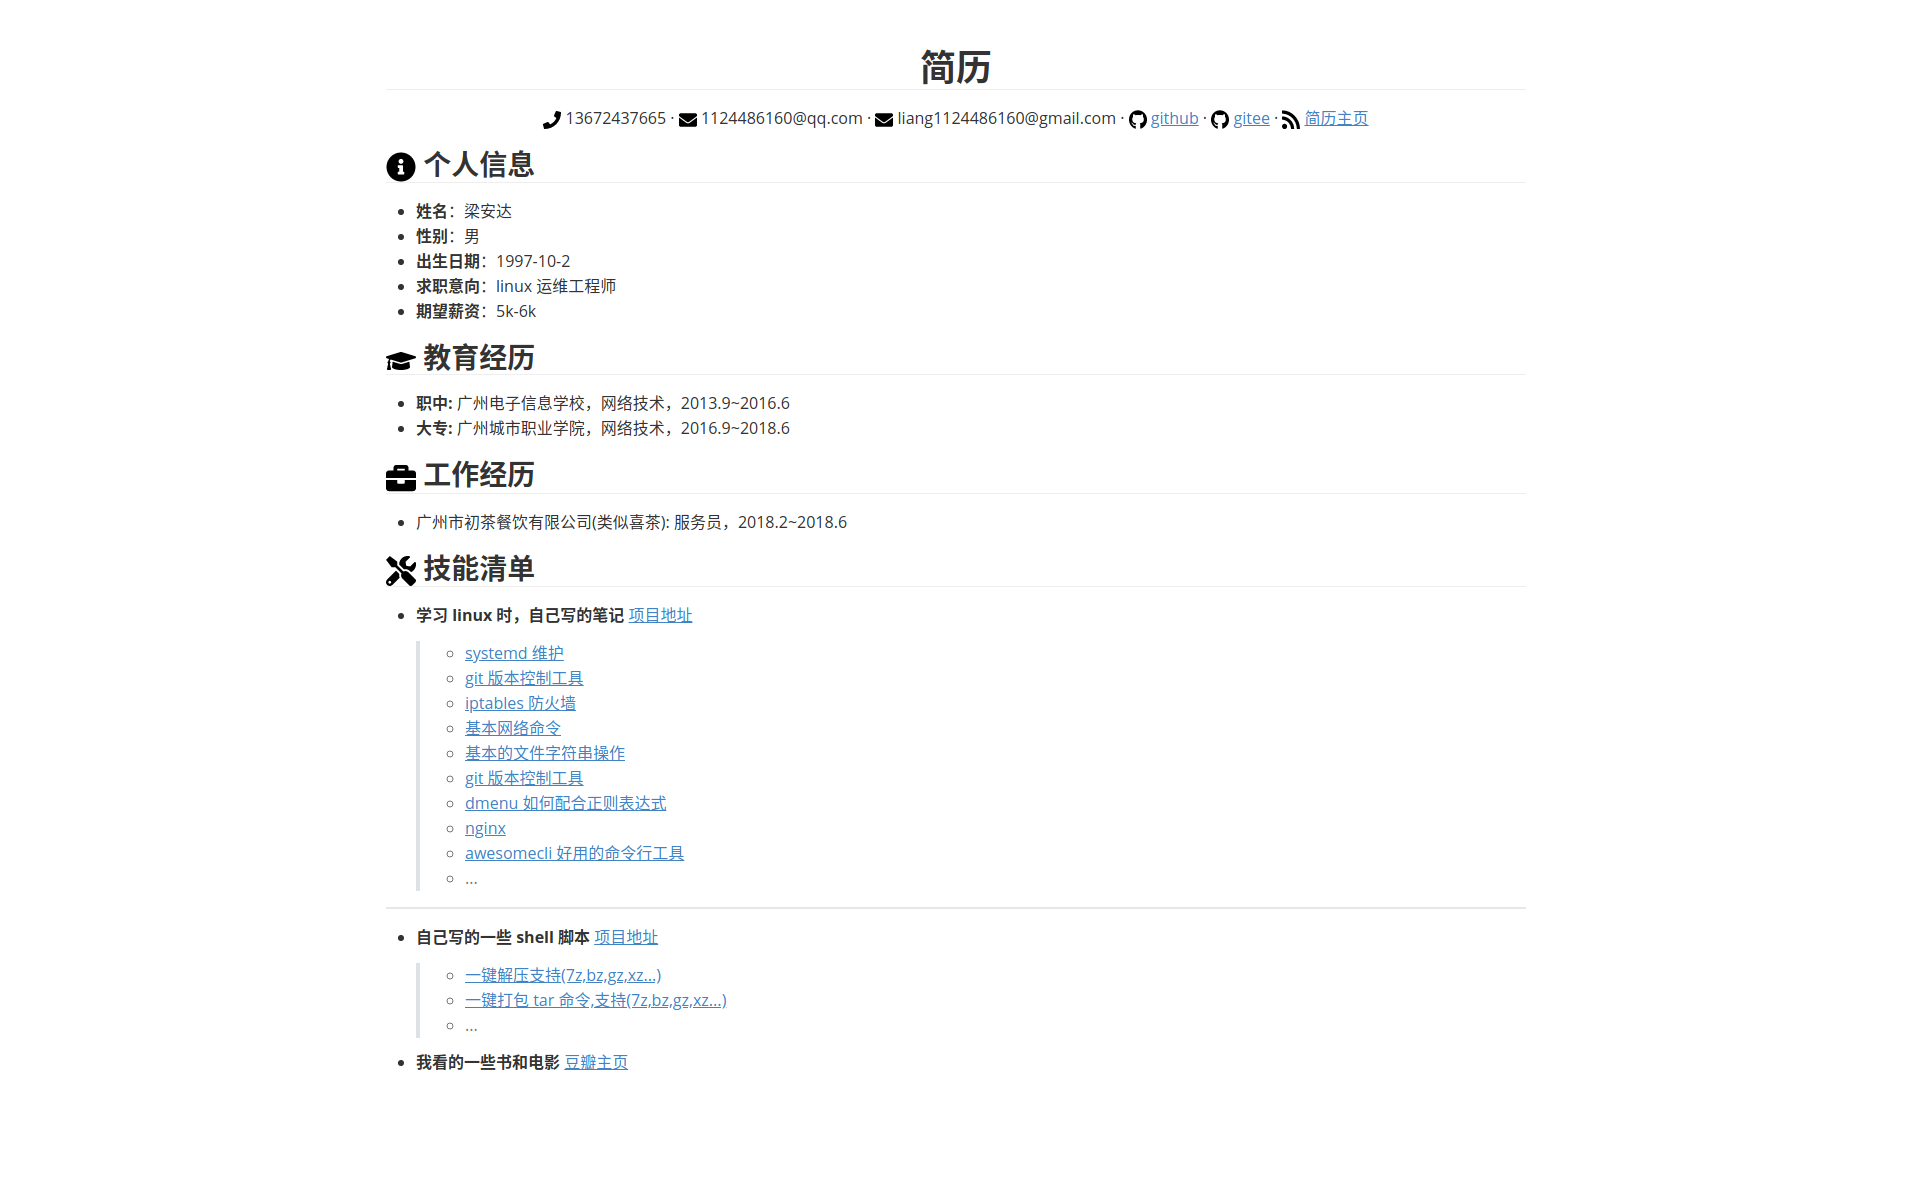 简历
13672437665 · 1124486160@qq.com · liang1124486160@gmail.com · github · gitee · 简历主页
个人信息
姓名：梁安达
性别：男
出生日期：1997-10-2
求职意向：linux 运维工程师
期望薪资：5k-6k
教育经历
职中: 广州电子信息学校，网络技术，2013.9~2016.6
大专: 广州城市职业学院，网络技术，2016.9~2018.6
工作经历
广州市初茶餐饮有限公司(类似喜茶): 服务员，2018.2~2018.6
技能清单
学习 linux 时，自己写的笔记 项目地址
systemd 维护
git 版本控制工具
iptables 防火墙
基本网络命令
基本的文件字符串操作
git 版本控制工具
dmenu 如何配合正则表达式
nginx
awesomecli 好用的命令行工具
...
自己写的一些 shell 脚本 项目地址
一键解压支持(7z,bz,gz,xz...)
一键打包 tar 命令,支持(7z,bz,gz,xz...)
...
我看的一些书和电影 豆瓣主页